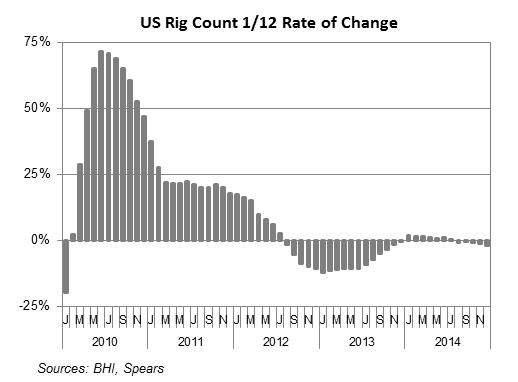 US Rig Count 1/12 Rate of Change
75%
50%
25%
0%
-25%
J M M J S N J M M J S N J M M J S N J M M J S N J M M J S N
2010 2011 2012 2013 2014
Sources: BHI, Spears